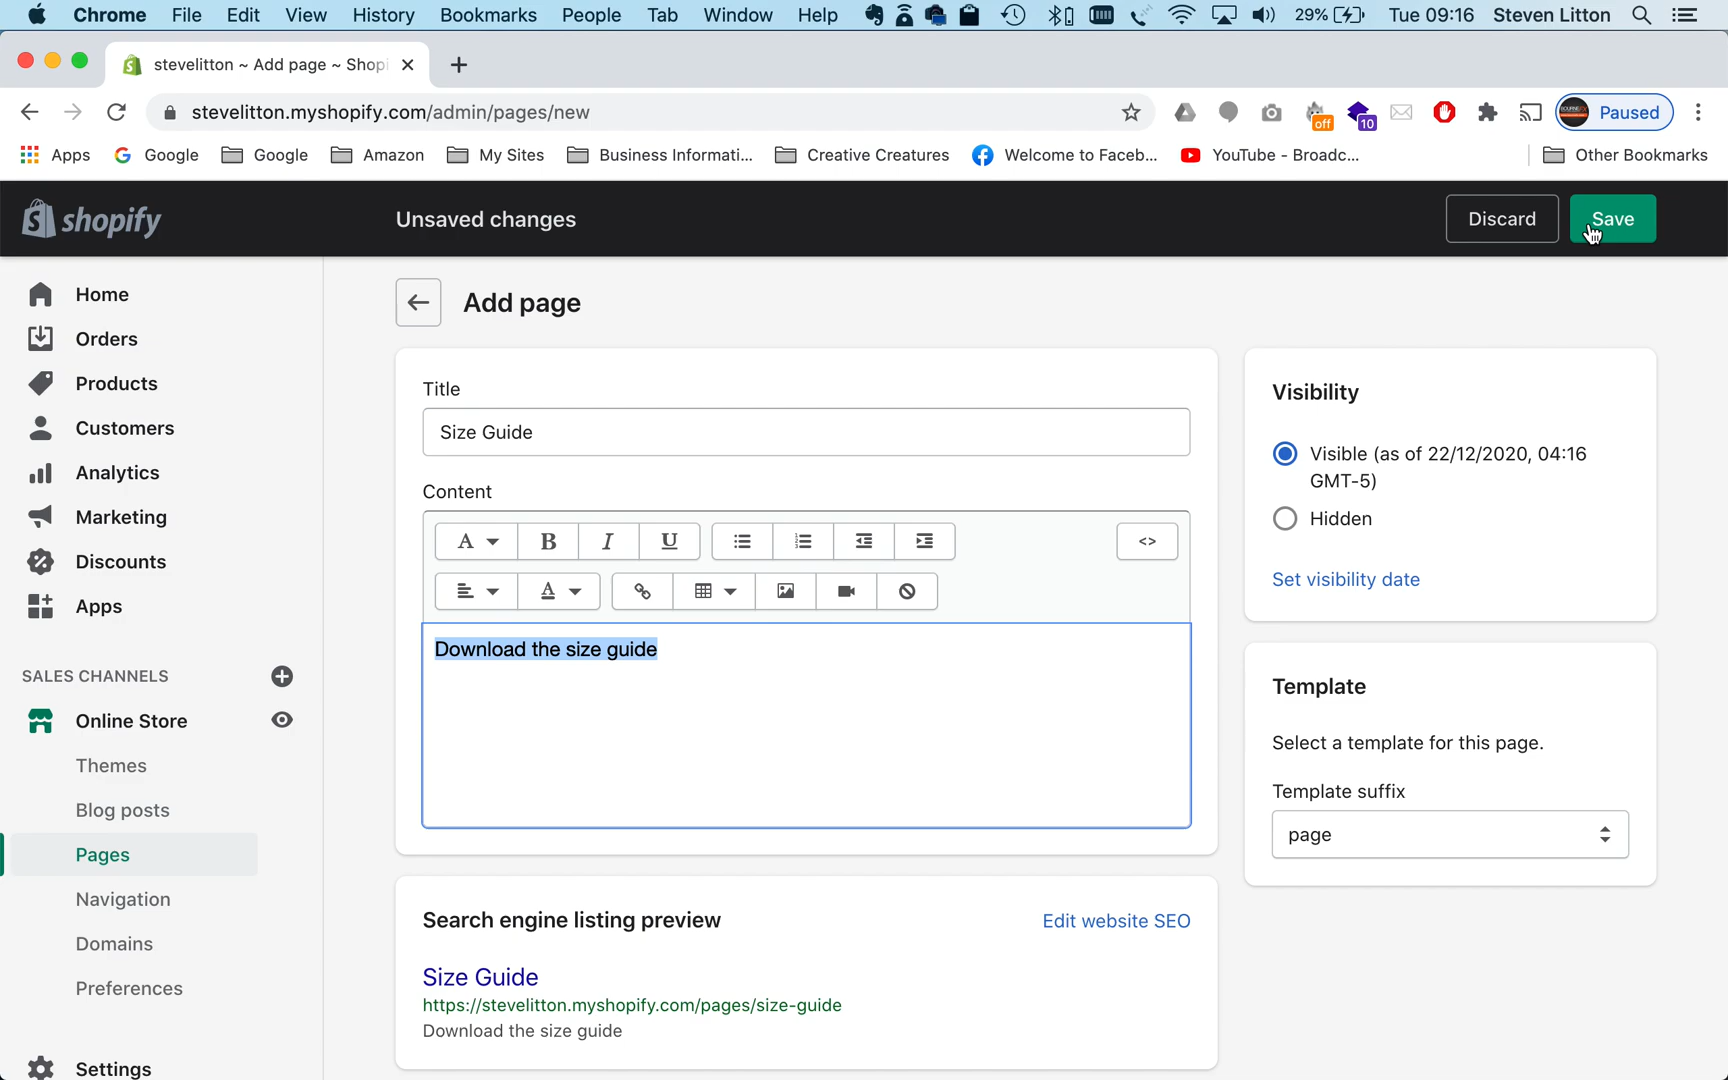 Chrome File Edit View History Bookmarks People Tab Window Help 29% Tue 09:16 Steven Litton
stevelitton ~ Add page ~ Shopi
stevelitton.myshopify.com/admin/pages/new
off
10
Paused
Apps Google Google Amazon My Sites Business Informati... Creative Creatures Welcome to Faceb... YouTube - Broadc... Other Bookmarks
shopify
Unsaved changes
Discard
Save
Home
Orders
Products
Customers
Analytics
Marketing
Discounts
Apps
SALES CHANNELS
Online Store
Themes
Blog posts
Pages
Navigation
Domains
Preferences
Settings
Add page
Title
Size Guide
Content
A B I U <>
A
Download the size guide
Search engine listing preview
Edit website SEO
Size Guide
https://stevelitton.myshopify.com/pages/size-guide
Download the size guide
Visibility
Visible (as of 22/12/2020, 04:16
GMT-5)
Hidden
Set visibility date
Template
Select a template for this page.
Template suffix
page